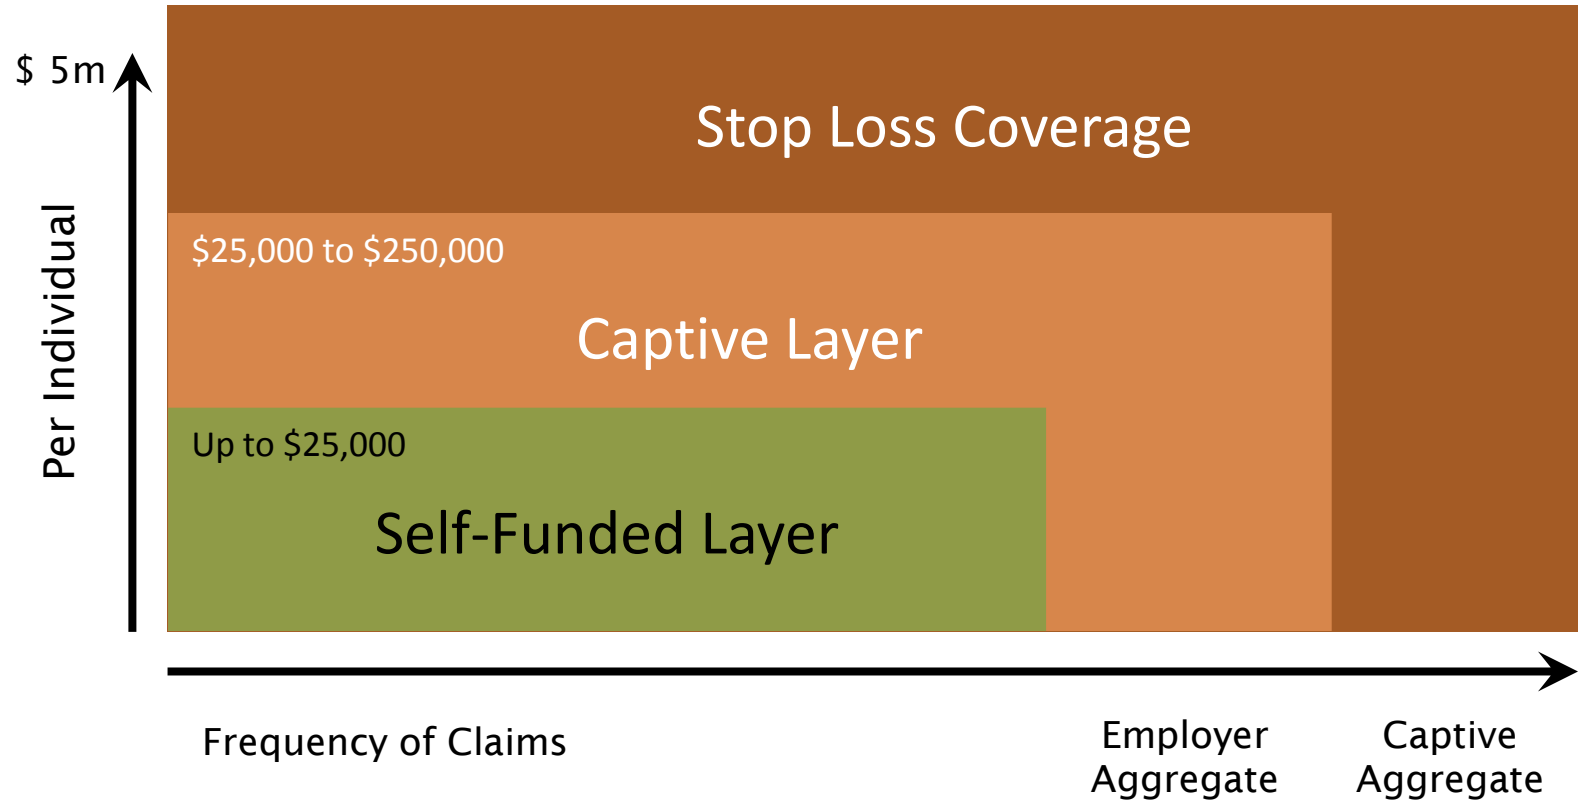 $ 5m
Stop Loss Coverage
Per Individual
$25,000 to $250,000
Captive Layer
Up to $25,000
Self-Funded Layer
Frequency of Claims
Employer
Aggregate
Captive
Aggregate